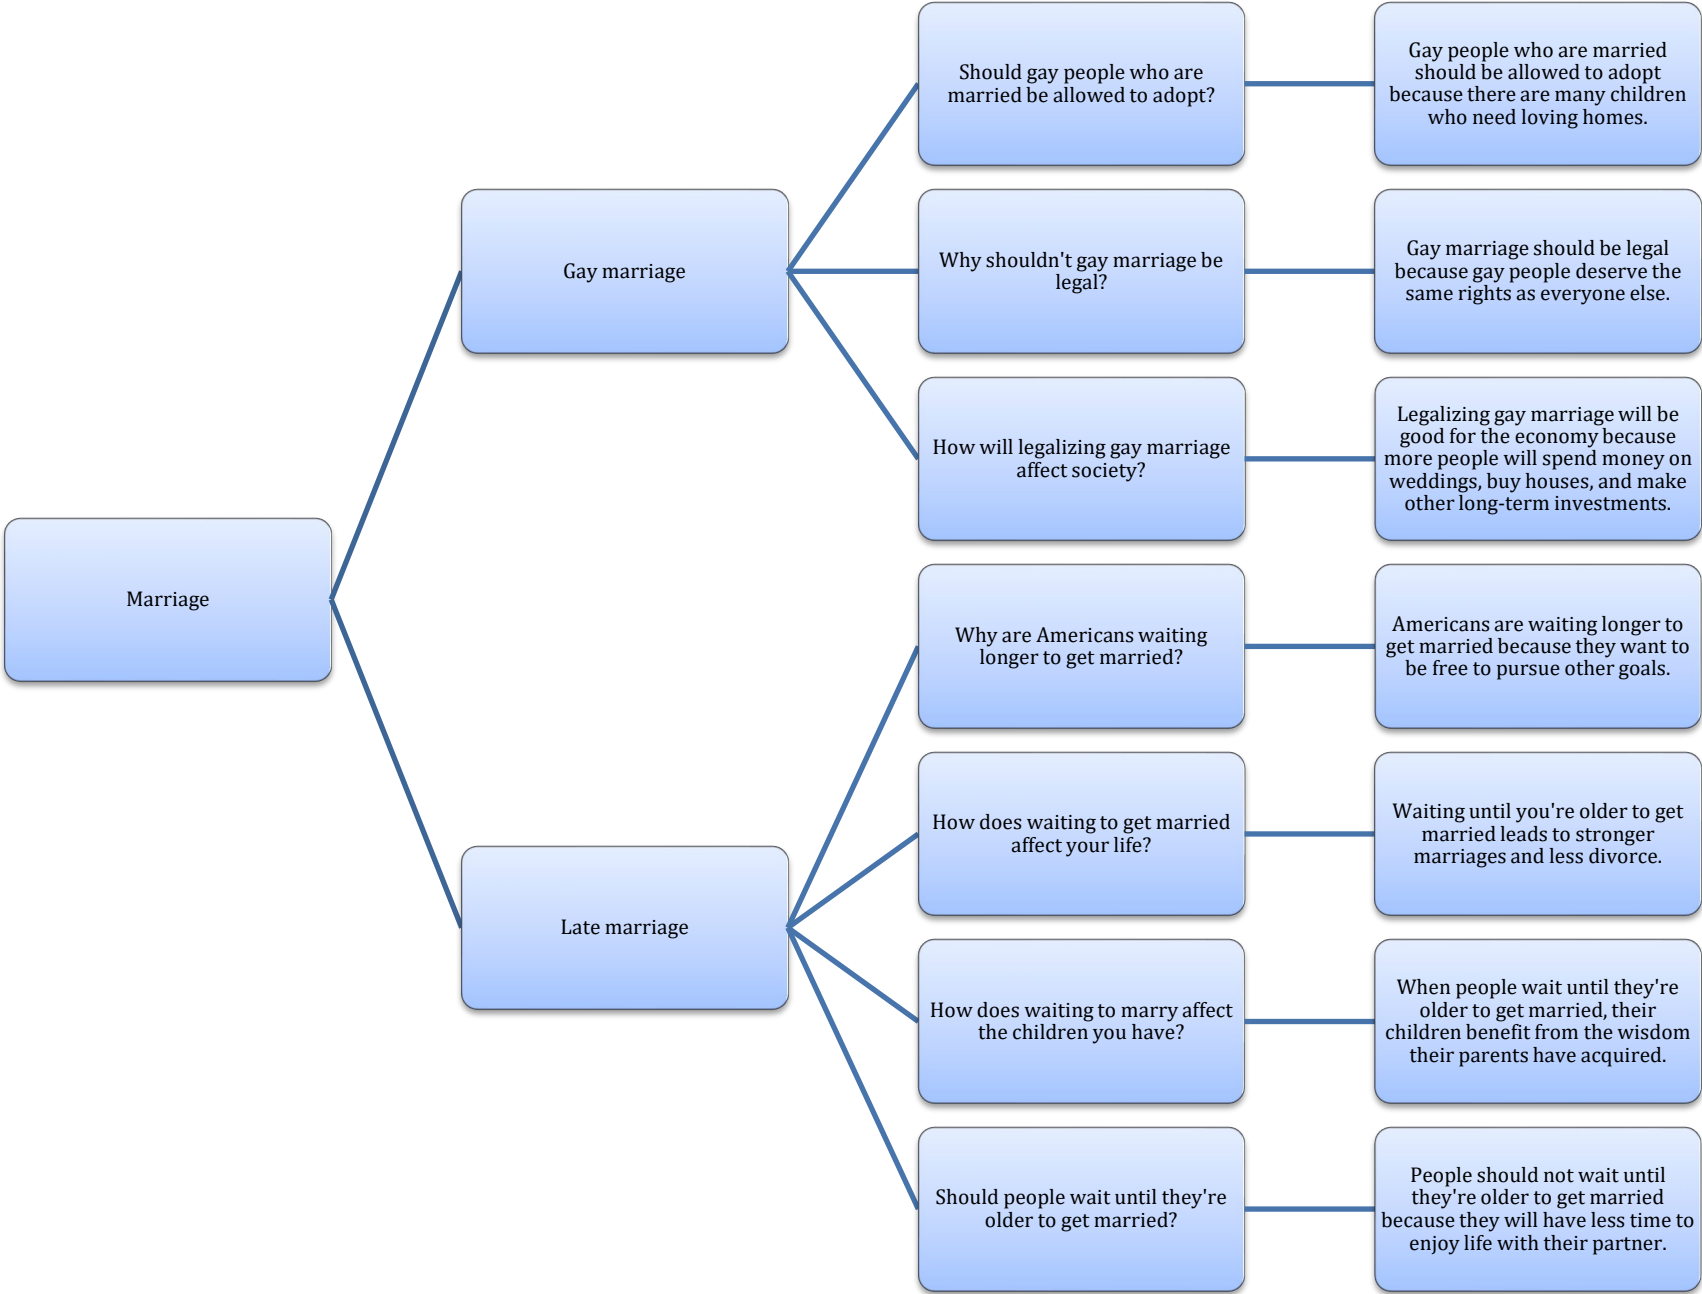 Marriage
Gay marriage
Should gay people who are
married be allowed to adopt?
Gay people who are married
should be allowed to adopt
because there are many children
who need loving homes.
Why shouldn't gay marriage be
legal?
Gay marriage should be legal
because gay people deserve the
same rights as everyone else.
How will legalizing gay marriage
affect society?
Legalizing gay marriage will be
good for the economy because
more people will spend money on
weddings, buy houses, and make
other long-term investments.
Late marriage
Why are Americans waiting
longer to get married?
Americans are waiting longer to
get married because they want to
be free to pursue other goals.
How does waiting to get married
affect your life?
Waiting until you're older to get
married leads to stronger
marriages and less divorce.
How does waiting to marry affect
the children you have?
When people wait until they're
older to get married, their
children benefit from the wisdom
their parents have acquired.
Should people wait until they're
older to get married?
People should not wait until
they're older to get married
because they will have less time to
enjoy life with their partner.